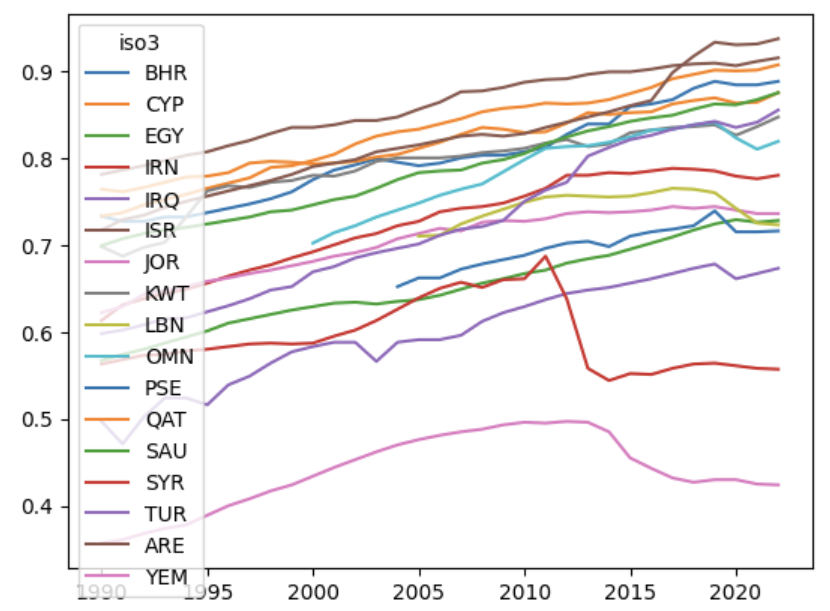 iso3
BHR
CYP
EGY
IRN
IRQ
ISR
JOR
KWT
LBN
OMN
PSE
QAT
SAU
SYR
TUR
ARE
YEM
0.9
0.8
0.7
0.6
0.5
0.4
1990 1995 2000 2005 2010 2015 2020